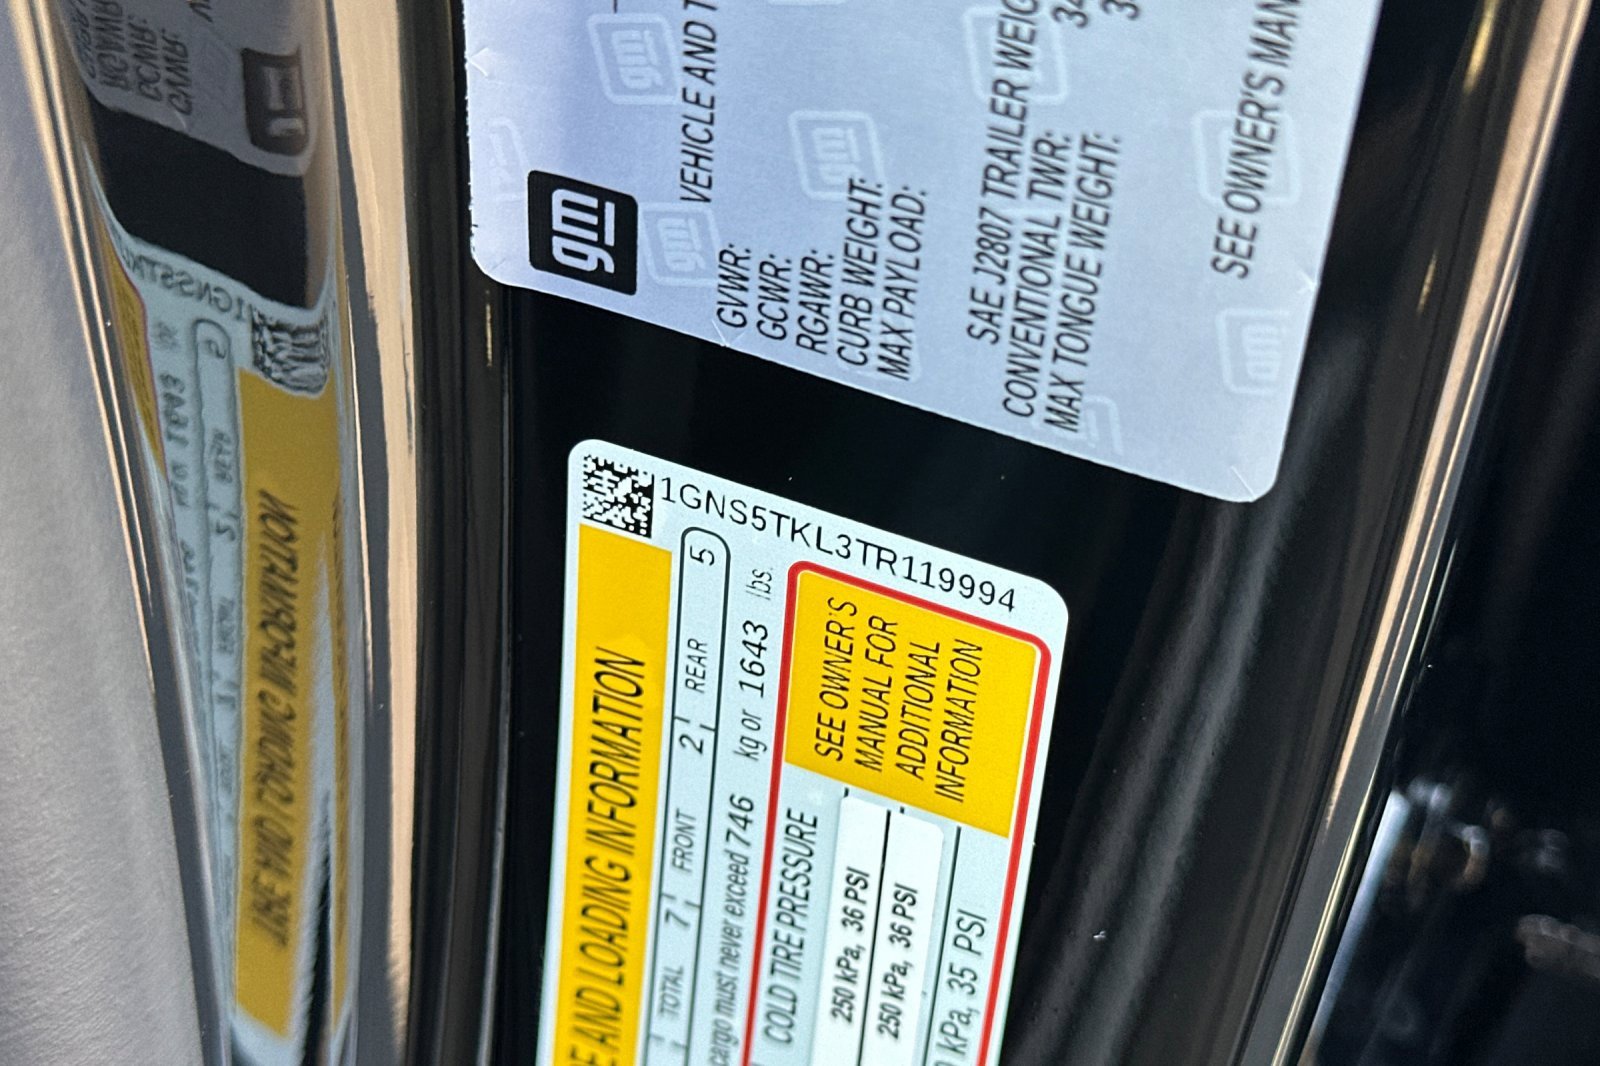 gm
VEHICLE AND
GVWR:
GCWR:
RGAWR:
CURB WEIGHT:
MAX PAYLOAD:
SAE J2807 TRAILER
CONVENTIONAL TWR:
MAX TONGUE WEIGHT:
SEE OWNER'S
1GNS5TKL3TR119994
AND LOADING INFORMATION
TOTAL 7 FRONT 2 REAR 5
cargo must never exceed 746 kg or 1643 lbs.
COLD TIRE PRESSURE
250 kPa, 36 PSI
250 kPa, 36 PSI
kPa, 35 PSI
SEE OWNER'S
MANUAL FOR
ADDITIONAL
INFORMATION